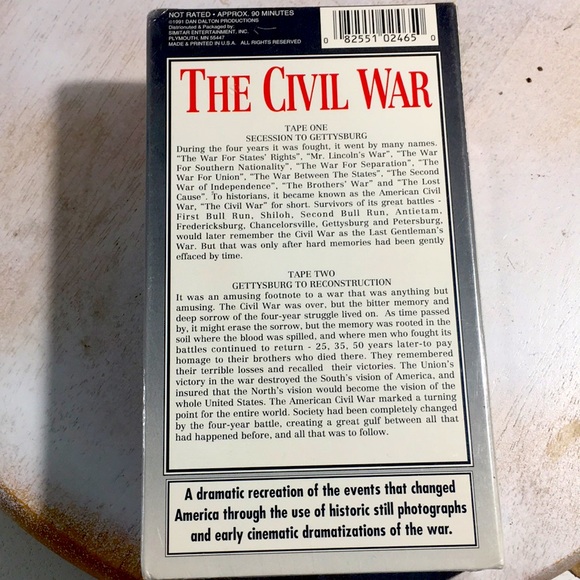 NOT RATED • APPROX. 90 MINUTES
©1991 DAN DALTON PRODUCTIONS
Distributed & Packaged by:
SIMITAR ENTERTAINMENT, INC.
PLYMOUTH, MN 55447
MADE & PRINTED IN U.S.A. ALL RIGHTS RESERVED
0 82551 02465 0
THE CIVIL WAR
TAPE ONE
SECESSION TO GETTYSBURG
During the four years it was fought, it went by many names.
"The War For States' Rights", "Mr. Lincoln's War", "The War
For Southern Nationality", "The War For Separation", "The
War For Union", "The War Between The States", "The Second
War of Independence", "The Brothers' War" and "The Lost
Cause". To historians, it became known as the American Civil
War, "The Civil War" for short. Survivors of its great battles -
First Bull Run, Shiloh, Second Bull Run, Antietam,
Fredericksburg, Chancelorsville, Gettysburg and Petersburg,
would later remember the Civil War as the Last Gentleman's
War. But that was only after hard memories had been gently
effaced by time.
TAPE TWO
GETTYSBURG TO RECONSTRUCTION
It was an amusing footnote to a war that was anything but
amusing. The Civil War was over, but the bitter memory and
deep sorrow of the four-year struggle lived on. As time passed
by, it might erase the sorrow, but the memory was rooted in the
soil where the blood was spilled, and where men who fought its
battles continued to return - 25, 35, 50 years later-to pay
homage to their brothers who died there. They remembered
their terrible losses and recalled their victories. The Union's
victory in the war destroyed the South's vision of America, and
insured that the North's vision would become the vision of the
whole United States. The American Civil War marked a turning
point for the entire world. Society had been completely changed
by the four-year battle, creating a great gulf between all that
had happened before, and all that was to follow.
A dramatic recreation of the events that changed
America through the use of historic still photographs
and early cinematic dramatizations of the war.